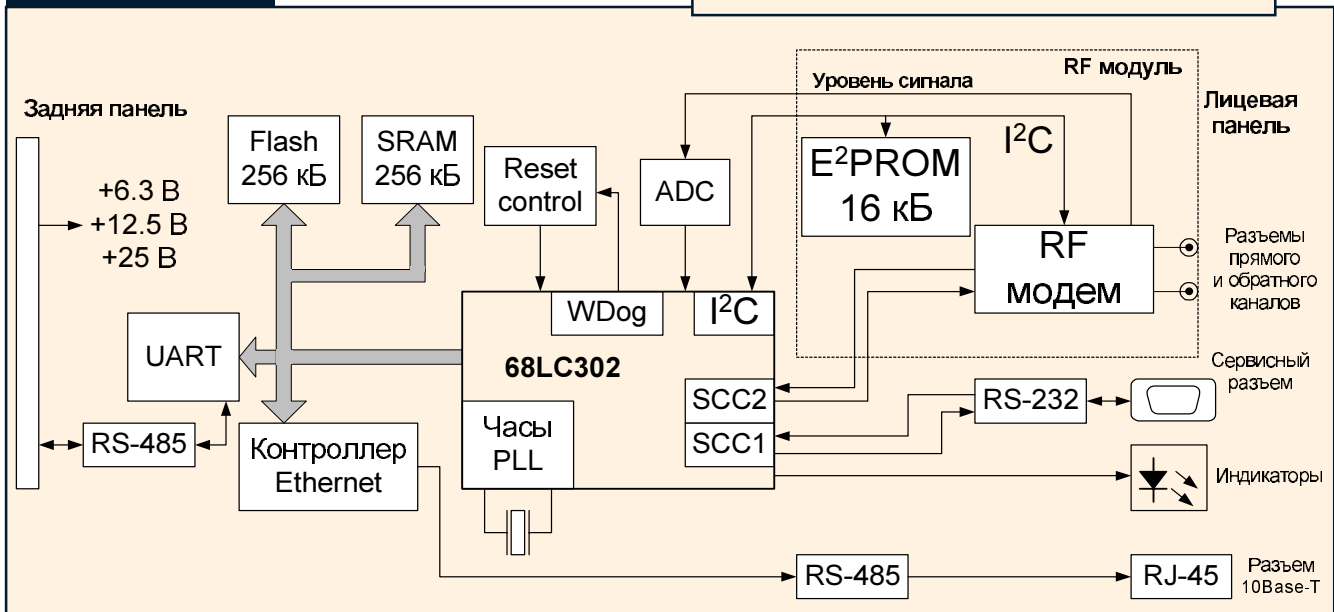 RF модуль
Уровень сигнала
Задняя панель
Лицевая
панель
+6.3 В
+12.5 В
+25 В
Flash
256 кБ
SRAM
256 кБ
Reset
control
ADC
E²PROM
16 кБ
I²C
RF
модем
Разъемы
прямого
и обратного
каналов
UART
WDog
I²C
68LC302
SCC2
SCC1
Часы
PLL
RS-232
Сервисный
разъем
RS-485
Контроллер
Ethernet
Индикаторы
RS-485
RJ-45
Разъем
10Base-T